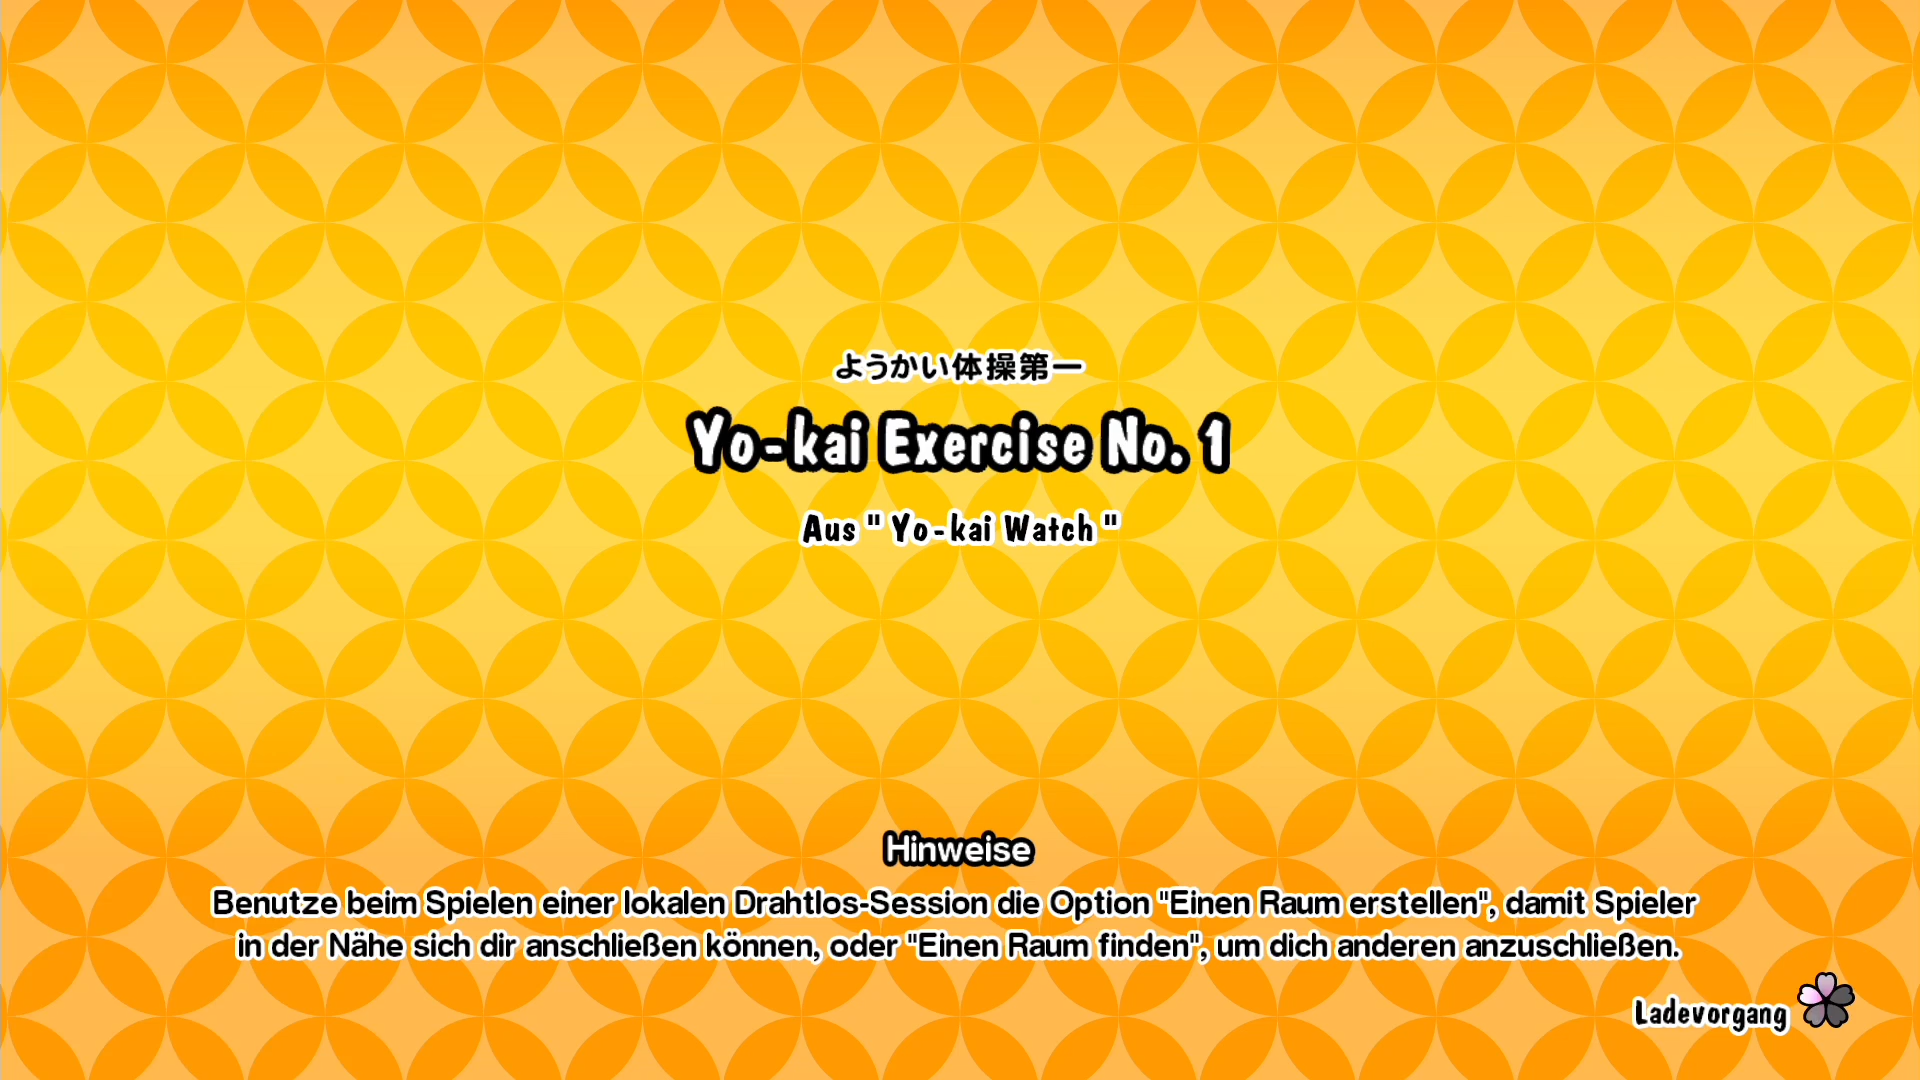 ようかい体操第一
Yo-kai Exercise No. 1
Aus " Yo-kai Watch "
Hinweise
Benutze beim Spielen einer lokalen Drahtlos-Session die Option "Einen Raum erstellen", damit Spieler
in der Nähe sich dir anschließen können, oder "Einen Raum finden", um dich anderen anzuschließen.
Ladevorgang